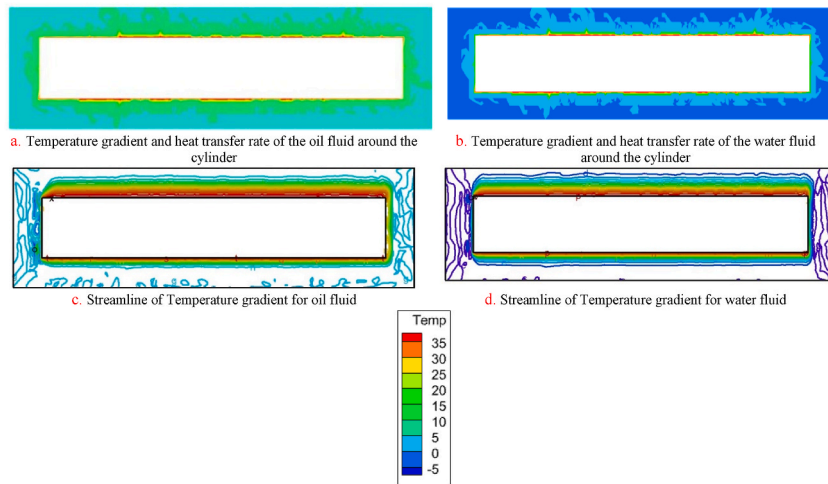 a. Temperature gradient and heat transfer rate of the oil fluid around the
cylinder
b. Temperature gradient and heat transfer rate of the water fluid
around the cylinder
c. Streamline of Temperature gradient for oil fluid
d. Streamline of Temperature gradient for water fluid
Temp
35
30
25
20
15
10
5
0
-5